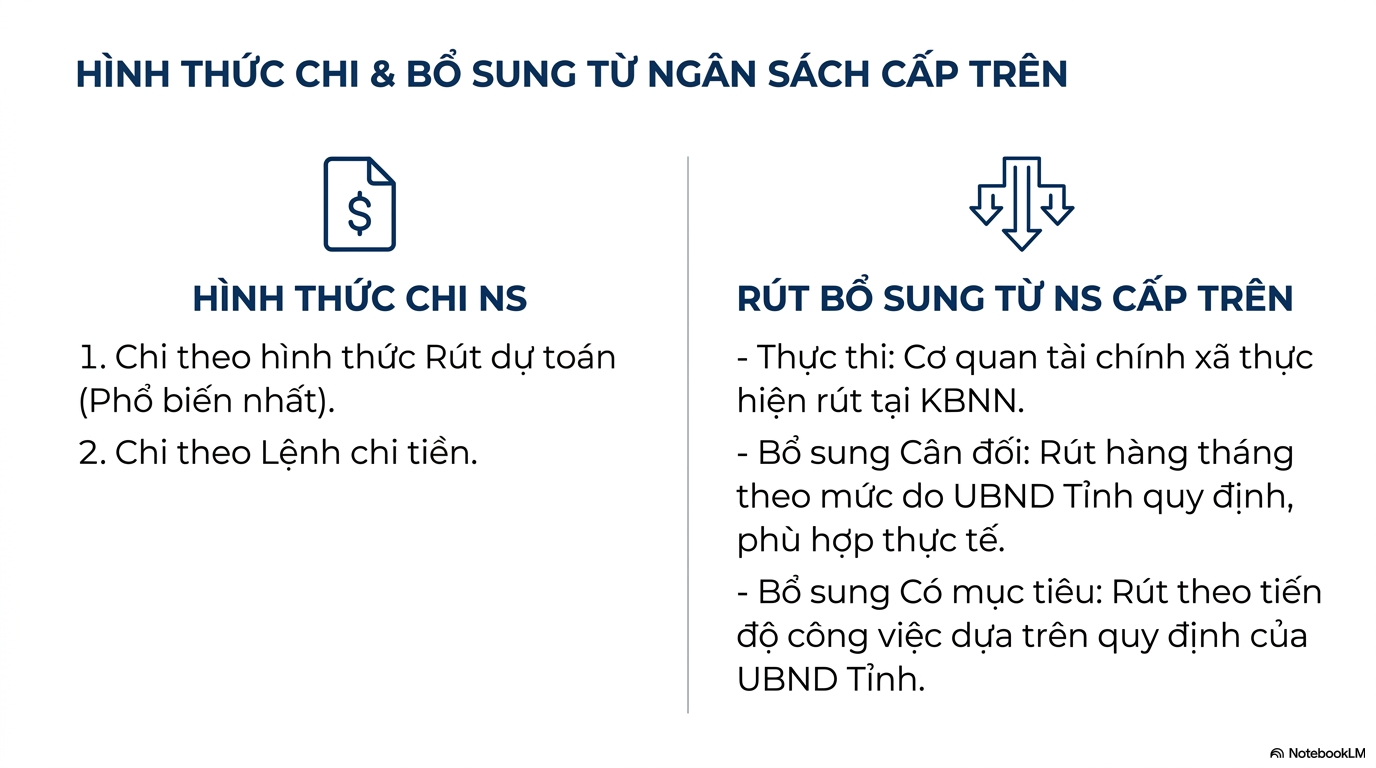 HÌNH THỨC CHI & BỔ SUNG TỪ NGÂN SÁCH CẤP TRÊN
$
HÌNH THỨC CHI NS
1. Chi theo hình thức Rút dự toán
(Phổ biến nhất).
2. Chi theo Lệnh chi tiền.
RÚT BỔ SUNG TỪ NS CẤP TRÊN
- Thực thi: Cơ quan tài chính xã thực
hiện rút tại KBNN.
- Bổ sung Cân đối: Rút hàng tháng
theo mức do UBND Tỉnh quy định,
phù hợp thực tế.
- Bổ sung Có mục tiêu: Rút theo tiến
độ công việc dựa trên quy định của
UBND Tỉnh.
NotebookLM